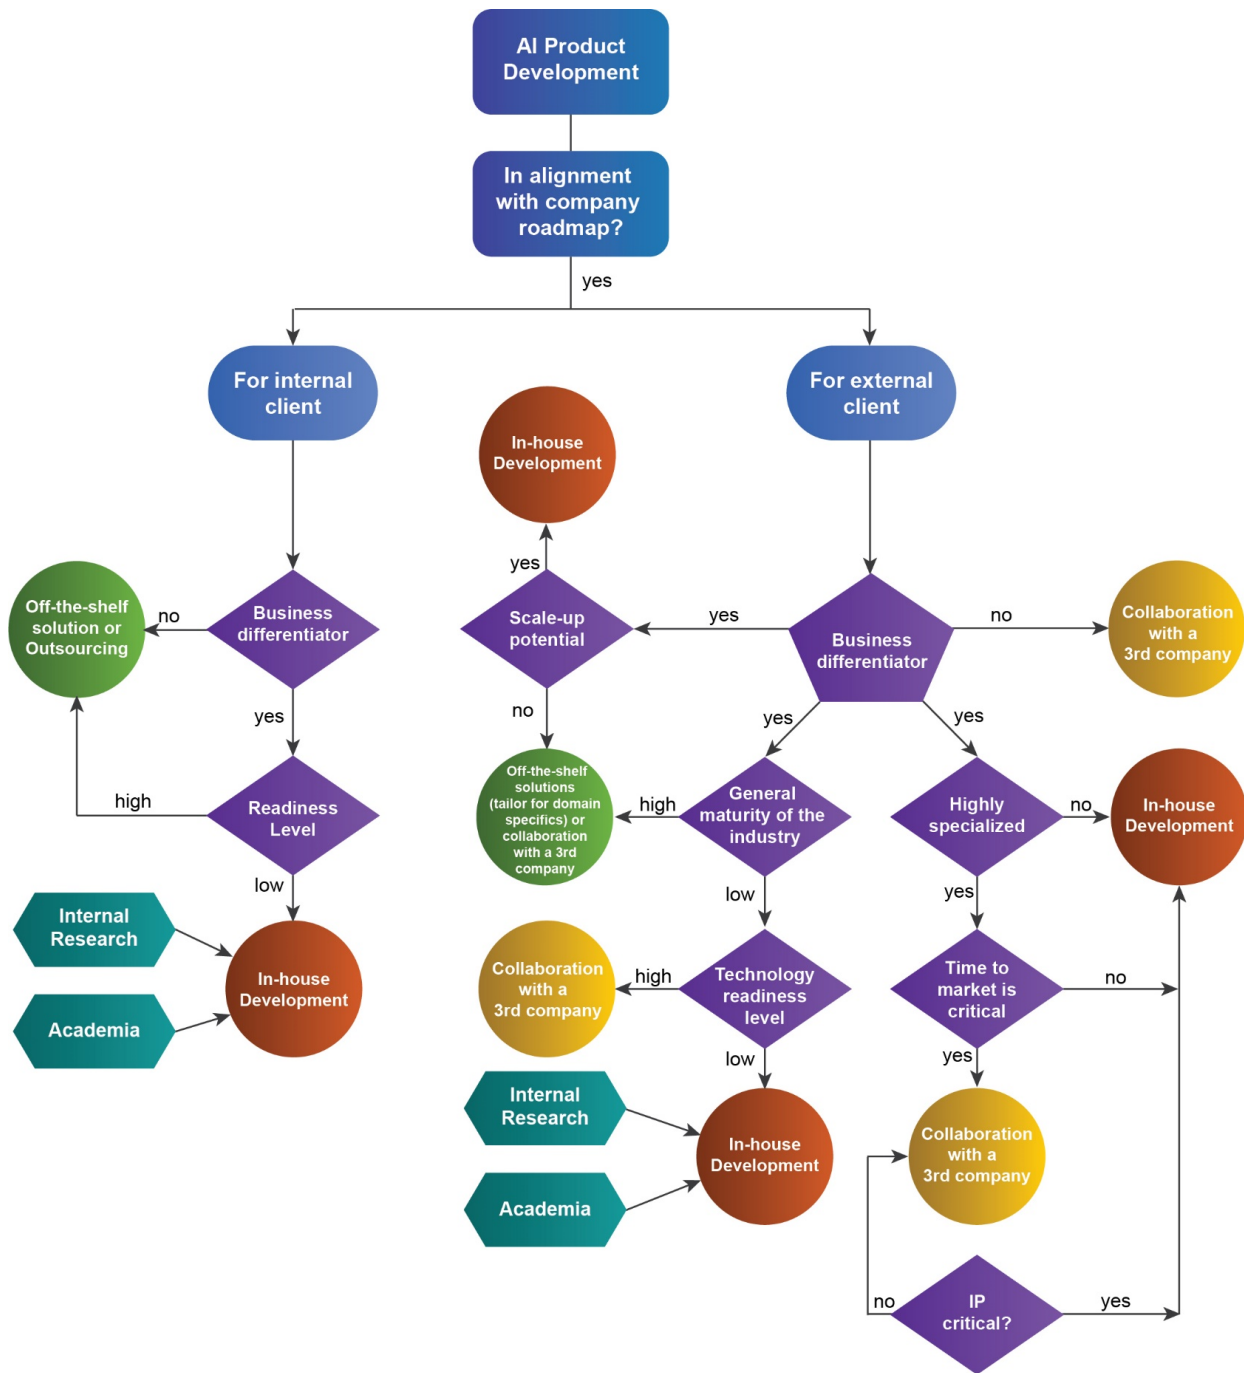 AI Product
Development
In alignment
with company
roadmap?
yes
For internal
client
For external
client
In-house
Development
yes
Off-the-shelf
solution or
Outsourcing
no
Business
differentiator
Scale-up
potential
yes
Business
differentiator
no
Collaboration
with a
3rd company
yes
no
yes
yes
high
Readiness
Level
Off-the-shelf
solutions
(tailor for domain
specifics) or
collaboration
with a 3rd
company
high
General
maturity of the
industry
Highly
specialized
no
In-house
Development
low
low
yes
Internal
Research
In-house
Development
Academia
Collaboration
with a
3rd company
high
Technology
readiness
level
Time to
market is
critical
no
low
yes
Internal
Research
In-house
Development
Academia
Collaboration
with a
3rd company
no
IP
critical?
yes